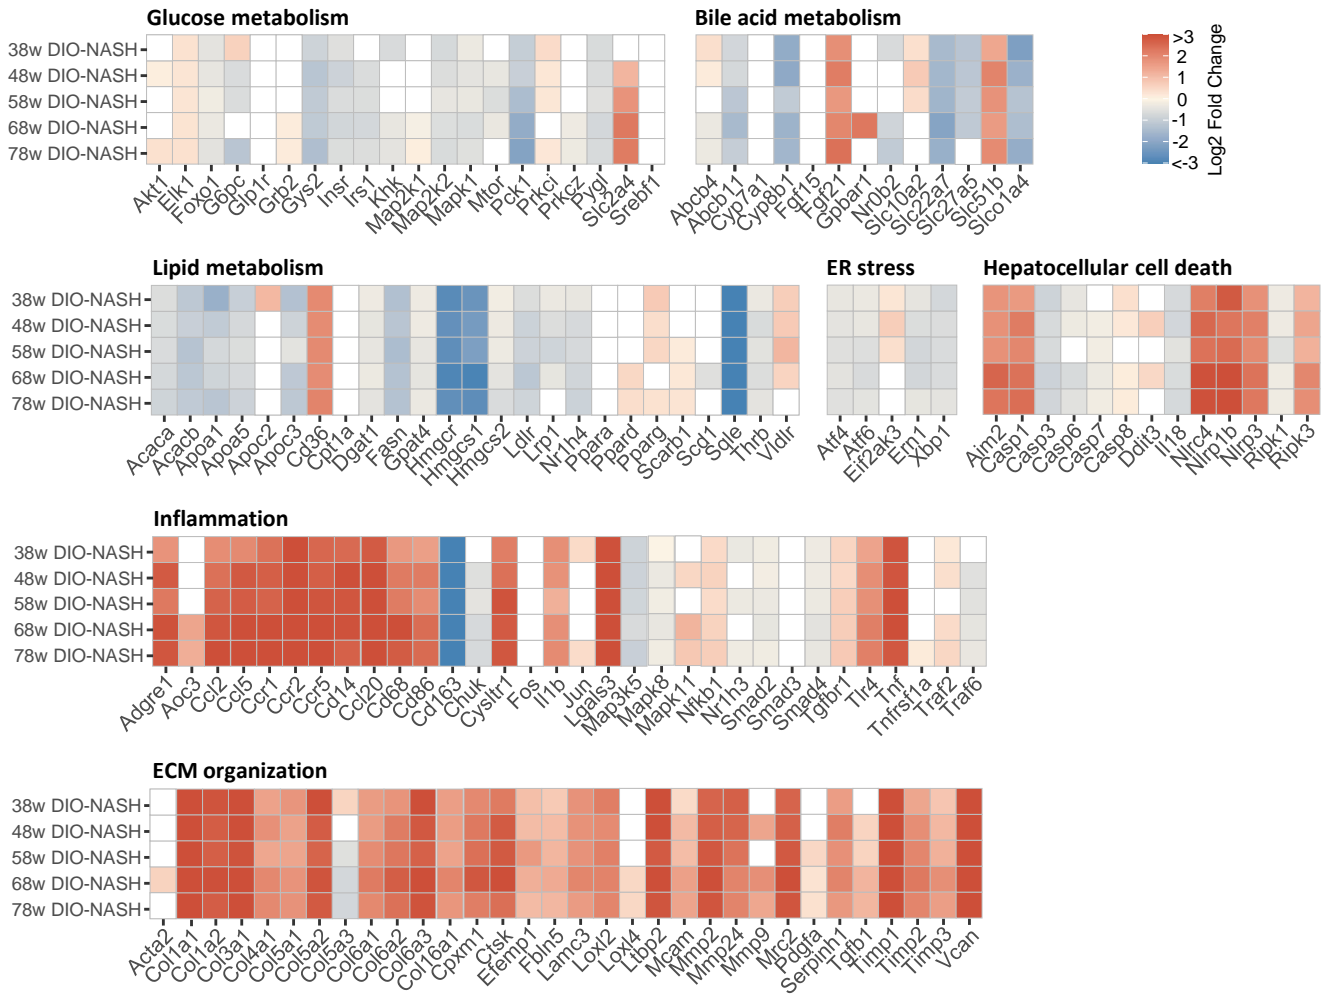 Glucose metabolism
38w DIO-NASH
48w DIO-NASH
58w DIO-NASH
68w DIO-NASH
78w DIO-NASH
Akt1
Elk1
Foxo1
G6pc
Glp1r
Grb2
Gys2
Insr
Irs1
Khk
Map2k1
Map2k2
Mapk1
Mtor
Pck1
Prkci
Prkcz
Pygl
Slc2a4
Srebf1
Bile acid metabolism
Abcb4
Abcb11
Cyp7a1
Cyp8b1
Fgf15
Fgf21
Gpbar1
Nr0b2
Slc10a2
Slc22a7
Slc27a5
Slc51b
Slco1a4
>3
2
1
0
-1
-2
<-3
Log2 Fold Change
Lipid metabolism
38w DIO-NASH
48w DIO-NASH
58w DIO-NASH
68w DIO-NASH
78w DIO-NASH
Acaca
Acacb
Apoa1
Apoa5
Apoc2
Apoc3
Cd36
Cpt1a
Dgat1
Fasn
Gpat4
Hmgcr
Hmgcs1
Hmgcs2
Ldlr
Lrp1
Nr1h4
Ppara
Ppard
Pparg
Scarb1
Scd1
Sqle
Thrb
Vldlr
ER stress
Atf4
Atf6
Eif2ak3
Ern1
Xbp1
Hepatocellular cell death
Aim2
Casp1
Casp3
Casp6
Casp7
Casp8
Ddit3
Il18
Nlrc4
Nlrp1b
Nlrp3
Ripk1
Ripk3
Inflammation
38w DIO-NASH
48w DIO-NASH
58w DIO-NASH
68w DIO-NASH
78w DIO-NASH
Adgre1
Aoc3
Ccl2
Ccl5
Ccr1
Ccr2
Ccr5
Cd14
Ccl20
Cd68
Cd86
Cd163
Chuk
Cysltr1
Fos
Il1b
Jun
Lgals3
Map3k5
Mapk8
Mapk11
Nfkb1
Nr1h3
Smad2
Smad3
Smad4
Tgfbr1
Tlr4
Tnf
Tnfrsf1a
Traf2
Traf6
ECM organization
38w DIO-NASH
48w DIO-NASH
58w DIO-NASH
68w DIO-NASH
78w DIO-NASH
Acta2
Col1a1
Col1a2
Col3a1
Col4a1
Col5a1
Col5a2
Col5a3
Col6a1
Col6a2
Col6a3
Col16a1
Cpxm1
Ctsk
Efemp1
Fbln5
Lamc3
Loxl2
Loxl4
Ltbp2
Mcam
Mmp2
Mmp24
Mmp9
Mrc2
Pdgfa
Serpinh1
Tgfb1
Timp1
Timp2
Timp3
Vcan